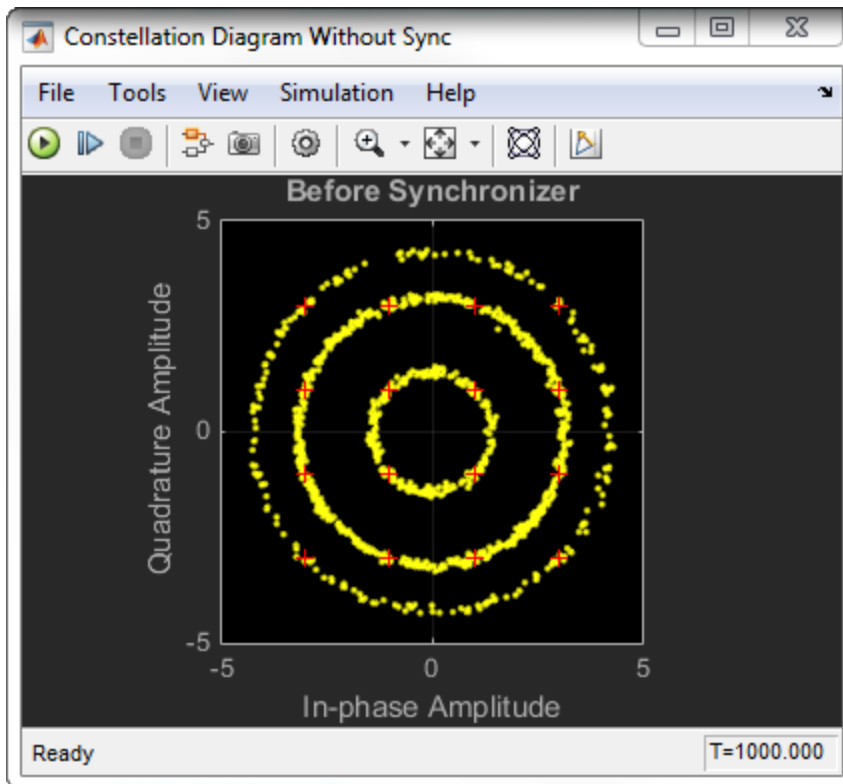 Constellation Diagram Without Sync
File Tools View Simulation Help
Before Synchronizer
5
Quadrature Amplitude
0
-5
-5 0 5
In-phase Amplitude
Ready T=1000.000